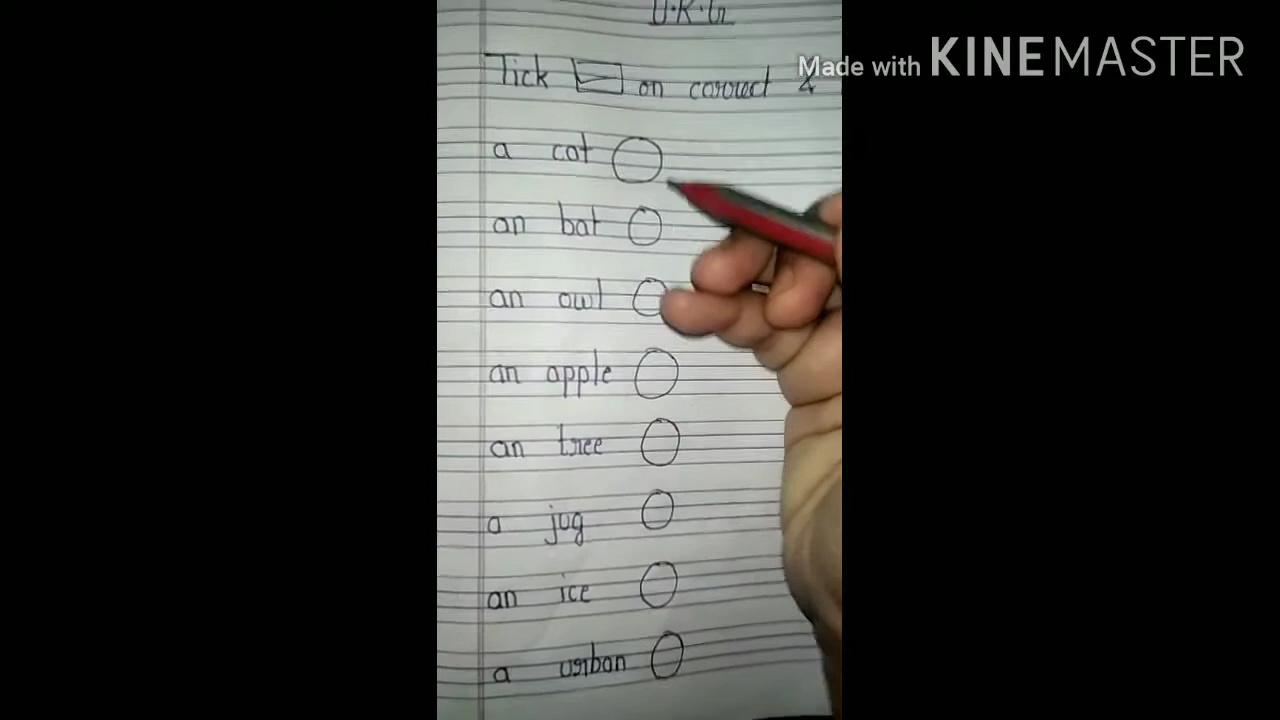 U.K.G
Made with KINEMASTER
Tick on correct &
a cat
an bat
an owl
an apple
an tree
a jug
an ice
a urban